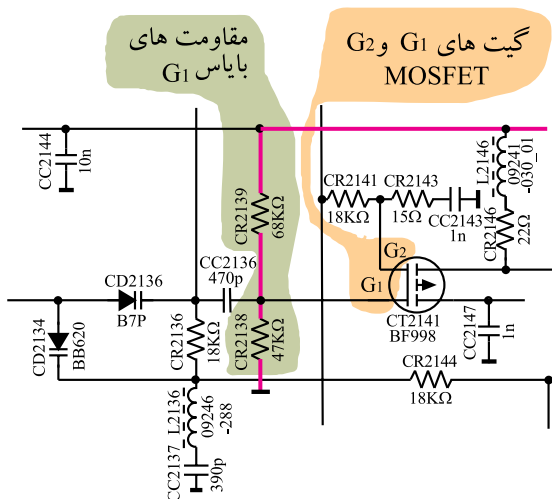 مقاومت های
بایاس G1
گیت های G1 و G2
MOSFET
CC2144
10n
CR2139
68KΩ
CR2141
18KΩ
CR2143
15Ω
CC2143
1n
L2146
09241
-030_01
CR2146
22Ω
G2
G1
CD2136
B7P
CC2136
470p
CD2134
BB620
CR2136
18KΩ
CR2138
47KΩ
CT2141
BF998
CC2147
1n
CR2144
18KΩ
L2136
09246
-288
CC2137
390p